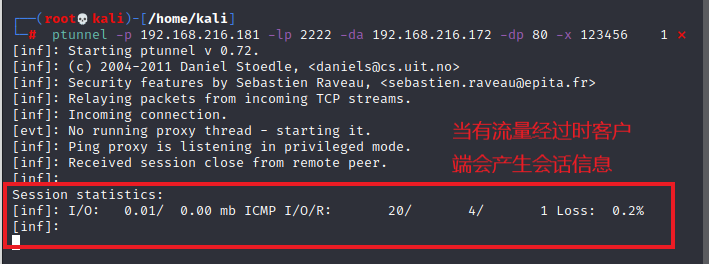 ┌──(root💀kali)-[/home/kali]
└─# ptunnel -p 192.168.216.181 -lp 2222 -da 192.168.216.172 -dp 80 -x 123456 1 ⨯
[inf]: Starting ptunnel v 0.72.
[inf]: (c) 2004-2011 Daniel Stoedle, <daniels@cs.uit.no>
[inf]: Security features by Sebastien Raveau, <sebastien.raveau@epita.fr>
[inf]: Relaying packets from incoming TCP streams.
[inf]: Incoming connection.
[evt]: No running proxy thread - starting it.
[inf]: Ping proxy is listening in privileged mode.
[inf]: Received session close from remote peer.
当有流量经过时客户
端会产生会话信息
[inf]:
Session statistics:
[inf]: I/O: 0.01/ 0.00 mb ICMP I/O/R: 20/ 4/ 1 Loss: 0.2%
[inf]: